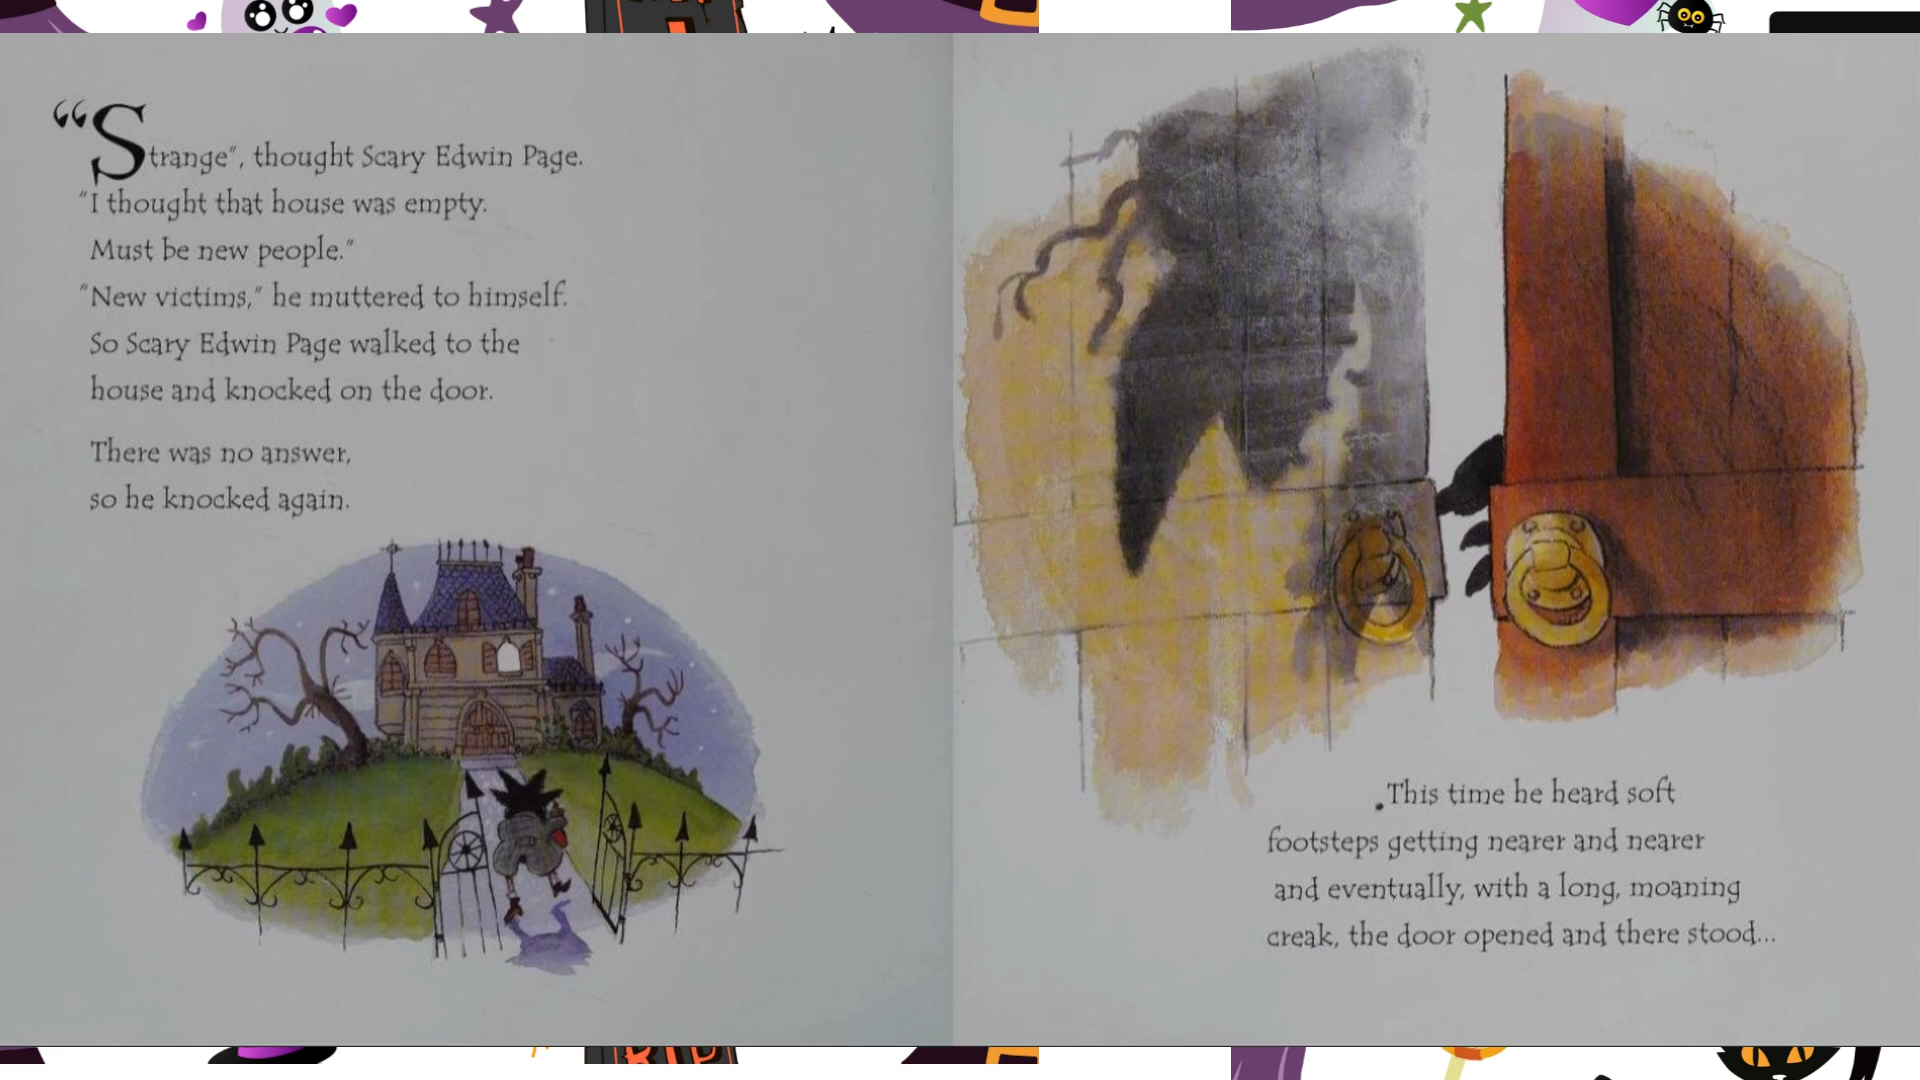 “Strange”, thought Scary Edwin Page.
“I thought that house was empty.
Must be new people.”
“New victims,” he muttered to himself.
So Scary Edwin Page walked to the
house and knocked on the door.
There was no answer,
so he knocked again.
.This time he heard soft
footsteps getting nearer and nearer
and eventually, with a long, moaning
creak, the door opened and there stood...
RIP